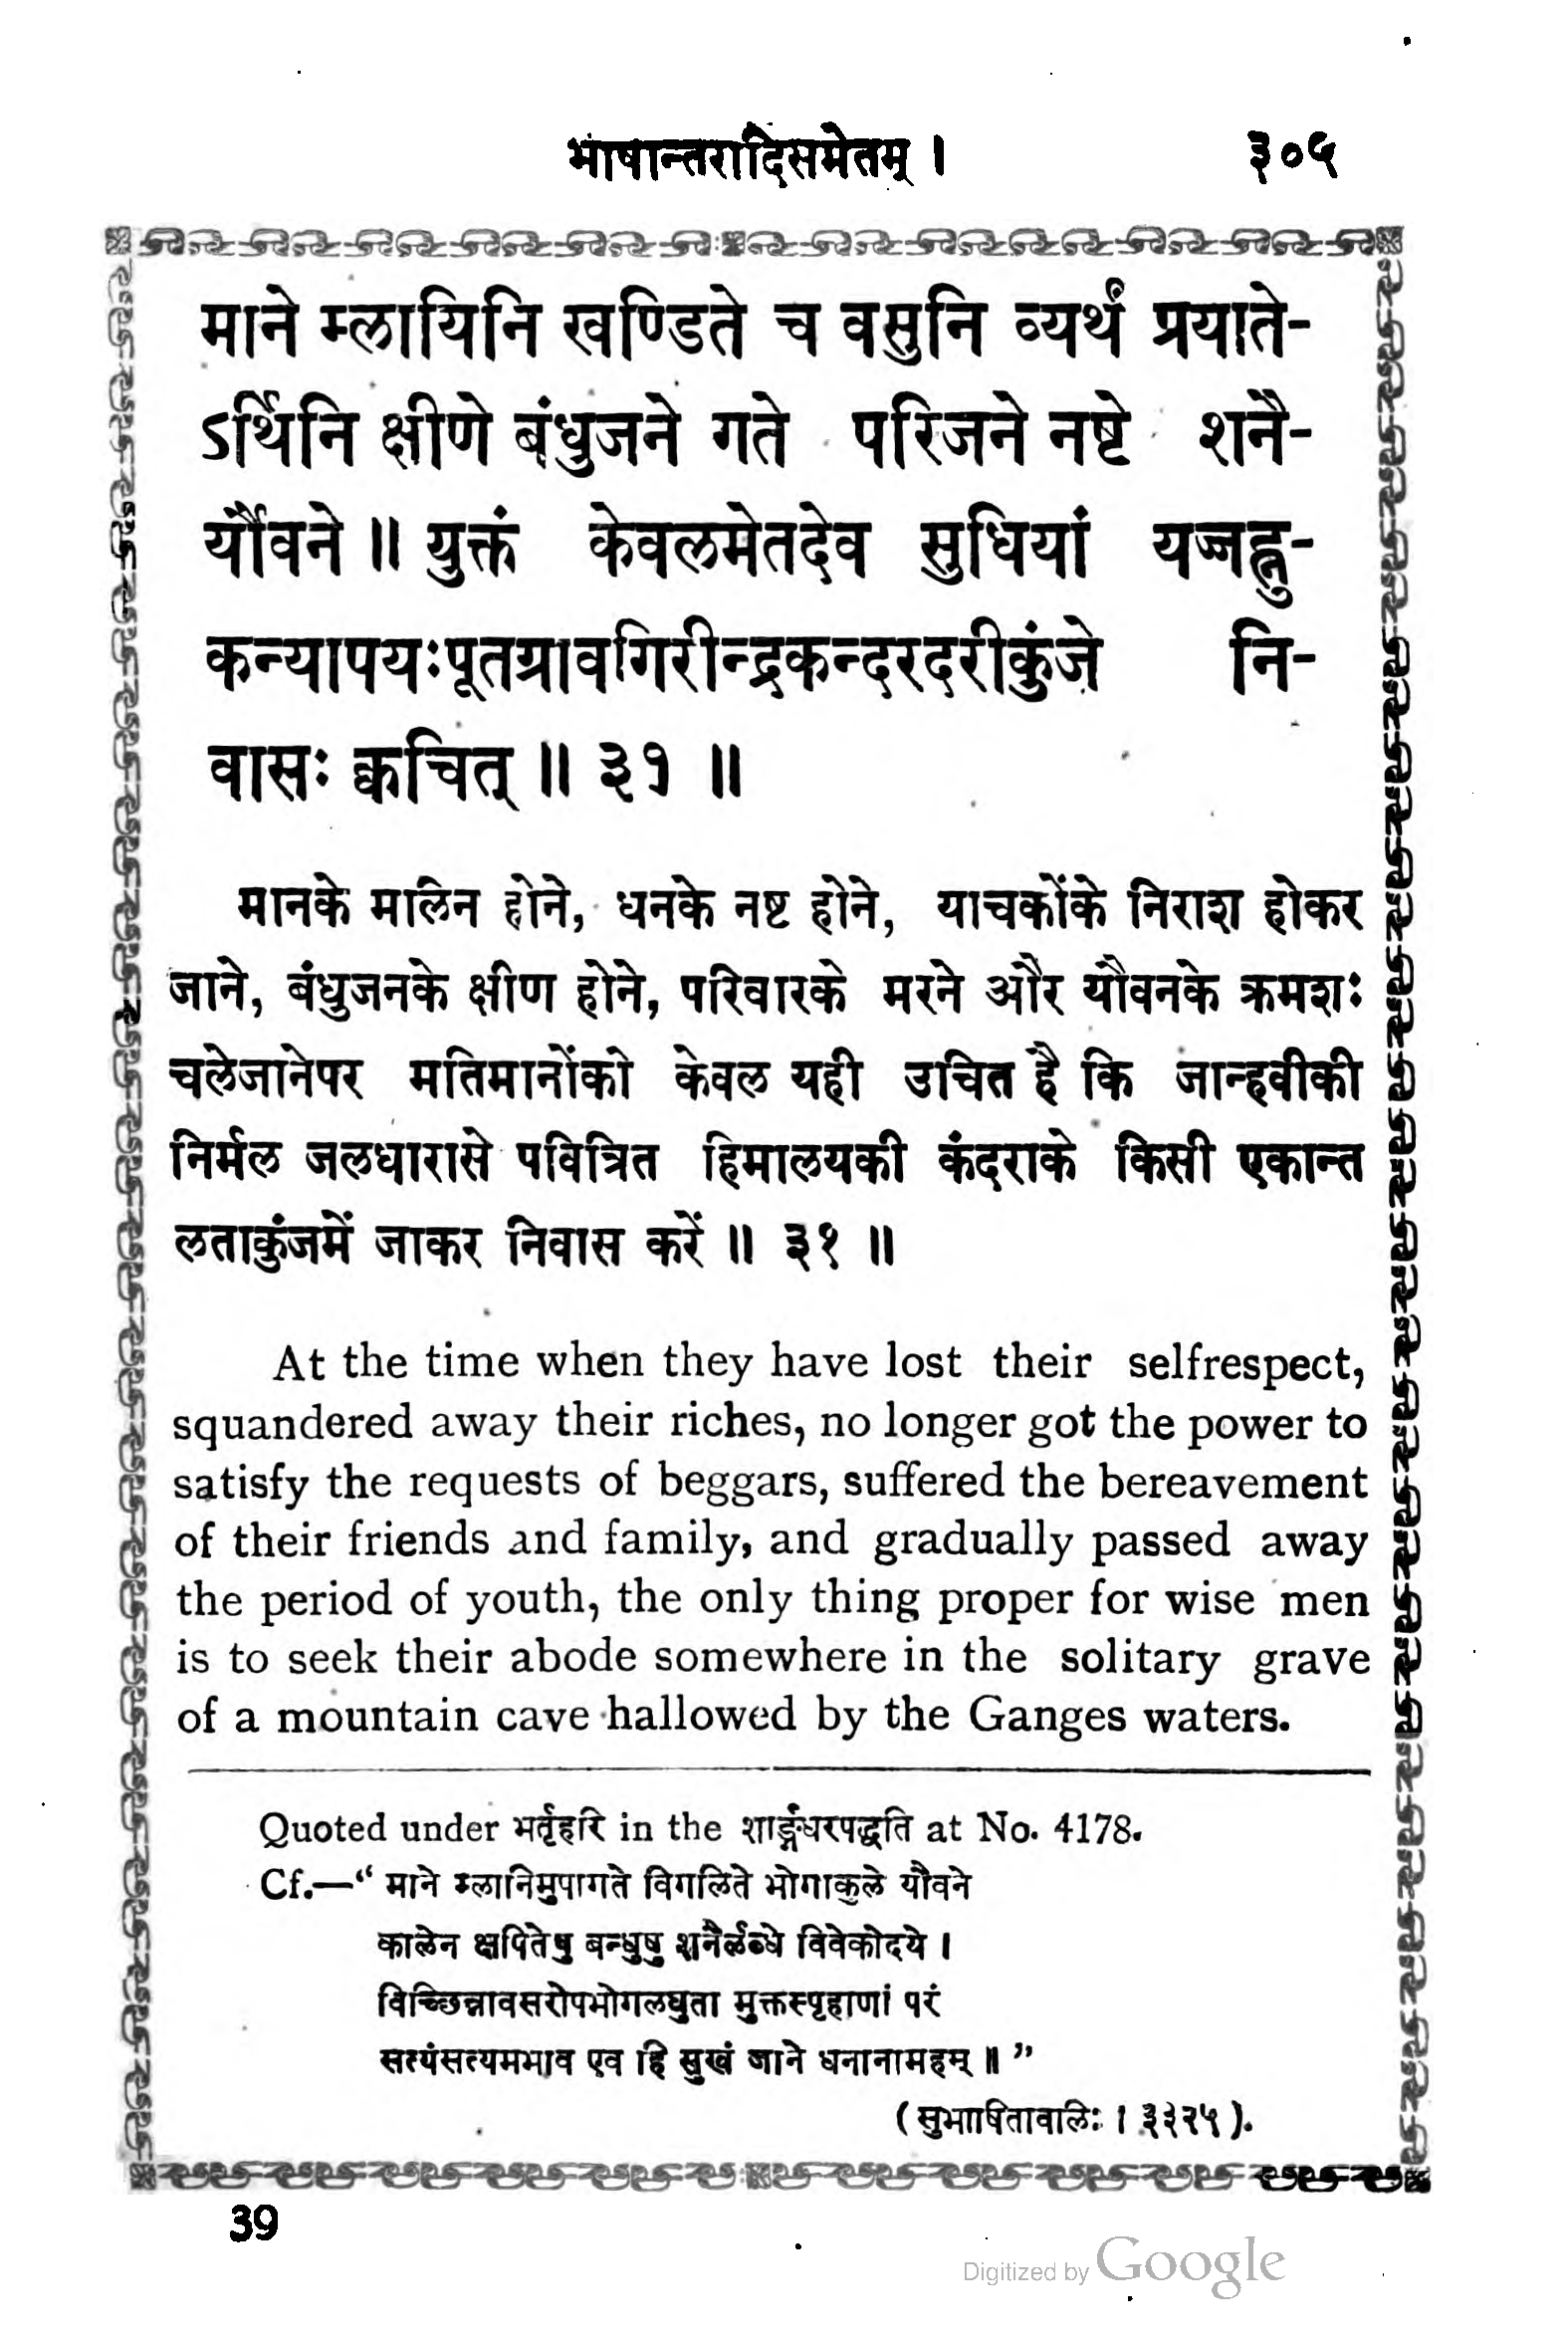 भाषान्तरादिसमेतम् । ३०५
माने म्लायिनि खण्डिते च वसुनि व्यर्थं प्रयाते-
ऽर्थिनि क्षीणे बंधुजने गते परिजने नष्टे शनै-
र्यौवने ॥ युक्तं केवलमेतदेव सुधियां यज्जह्नु-
कन्यापयःपूतग्रावगिरीन्द्रकन्दरदरीकुंजे नि-
वासः क्वचित् ॥ ३१ ॥
मानके मालिन होने, धनके नष्ट होने, याचकोंके निराश होकर
जाने, बंधुजनके क्षीण होने, परिवारके मरने और यौवनके क्रमशः
चलेजानेपर मतिमानोंको केवल यही उचित है कि जान्हवीकी
निर्मल जलधारासे पवित्रित हिमालयकी कंदराके किसी एकान्त
लताकुंजमें जाकर निवास करें ॥ ३१ ॥
At the time when they have lost their selfrespect,
squandered away their riches, no longer got the power to
satisfy the requests of beggars, suffered the bereavement
of their friends and family, and gradually passed away
the period of youth, the only thing proper for wise men
is to seek their abode somewhere in the solitary grave
of a mountain cave hallowed by the Ganges waters.
Quoted under भर्तृहरि in the शार्ङ्गधरपद्धति at No. 4178.
Cf.—“ माने म्लानिमुपागते विगलिते भोगाकुले यौवने
कालेन क्षपितेषु बन्धुषु शनैर्लब्धे विवेकोदये ।
विच्छिन्नावसरोपभोगलघुता मुक्तस्पृहाणां परं
सत्यंसत्यमभाव एव हि सुखं जाने धनानामहम् ॥ ”
( सुभाषितावालिः । ३३२५ ).
39
Digitized by Google